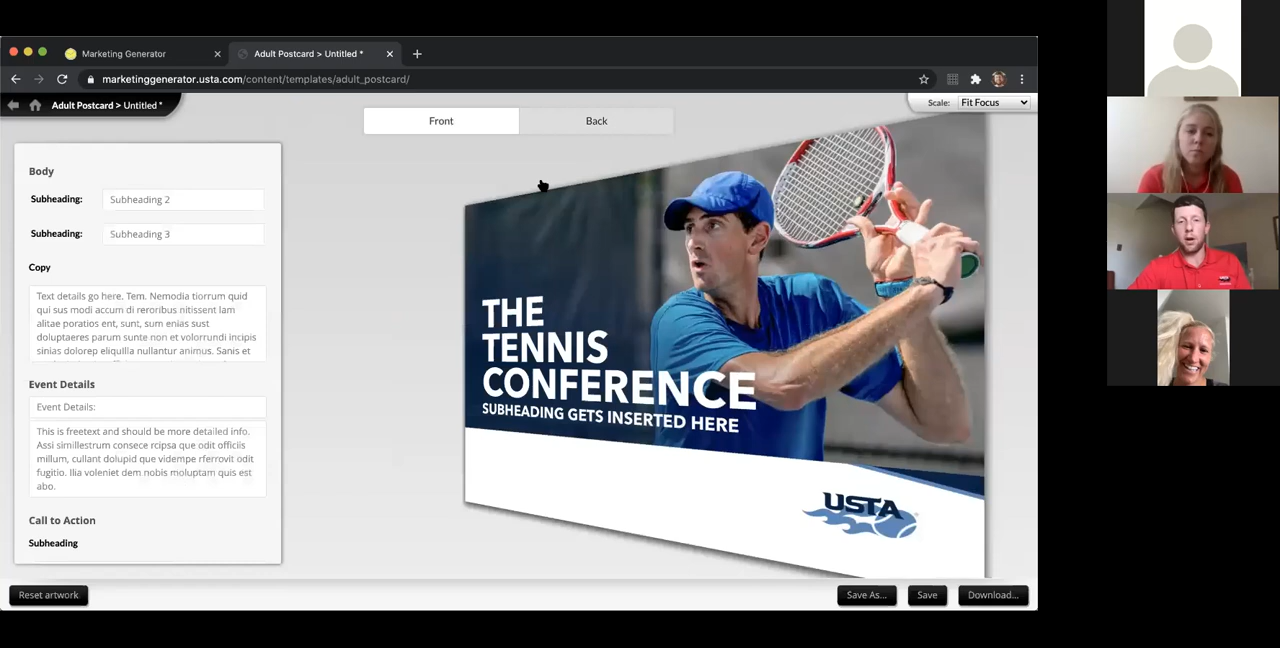 Marketing Generator
Adult Postcard > Untitled *
marketinggenerator.usta.com/content/templates/adult_postcard/
Adult Postcard > Untitled *
Scale: Fit Focus
Front
Back
Body
Subheading: Subheading 2
Subheading: Subheading 3
Copy
Text details go here. Tem. Nemodia tiorrum quid
qui sus modi accum di reroribus nitissent lam
alitae poratios ent, sunt, sum enias sust
doluptaeres parum sunte non et volorrundi incipis
sinias dolorep eliquilla nullantur animus. Sanis et
Event Details
Event Details:
This is freetext and should be more detailed info.
Assi simillestrum consece rcipsa que odit officiis
millum, cullant dolupid que vidempe rferrovit odit
fugitio. Ilia voleniet dem nobis moluptam quis est
abo.
Call to Action
Subheading
THE
TENNIS
CONFERENCE
SUBHEADING GETS INSERTED HERE
USTA
Reset artwork
Save As...
Save
Download...